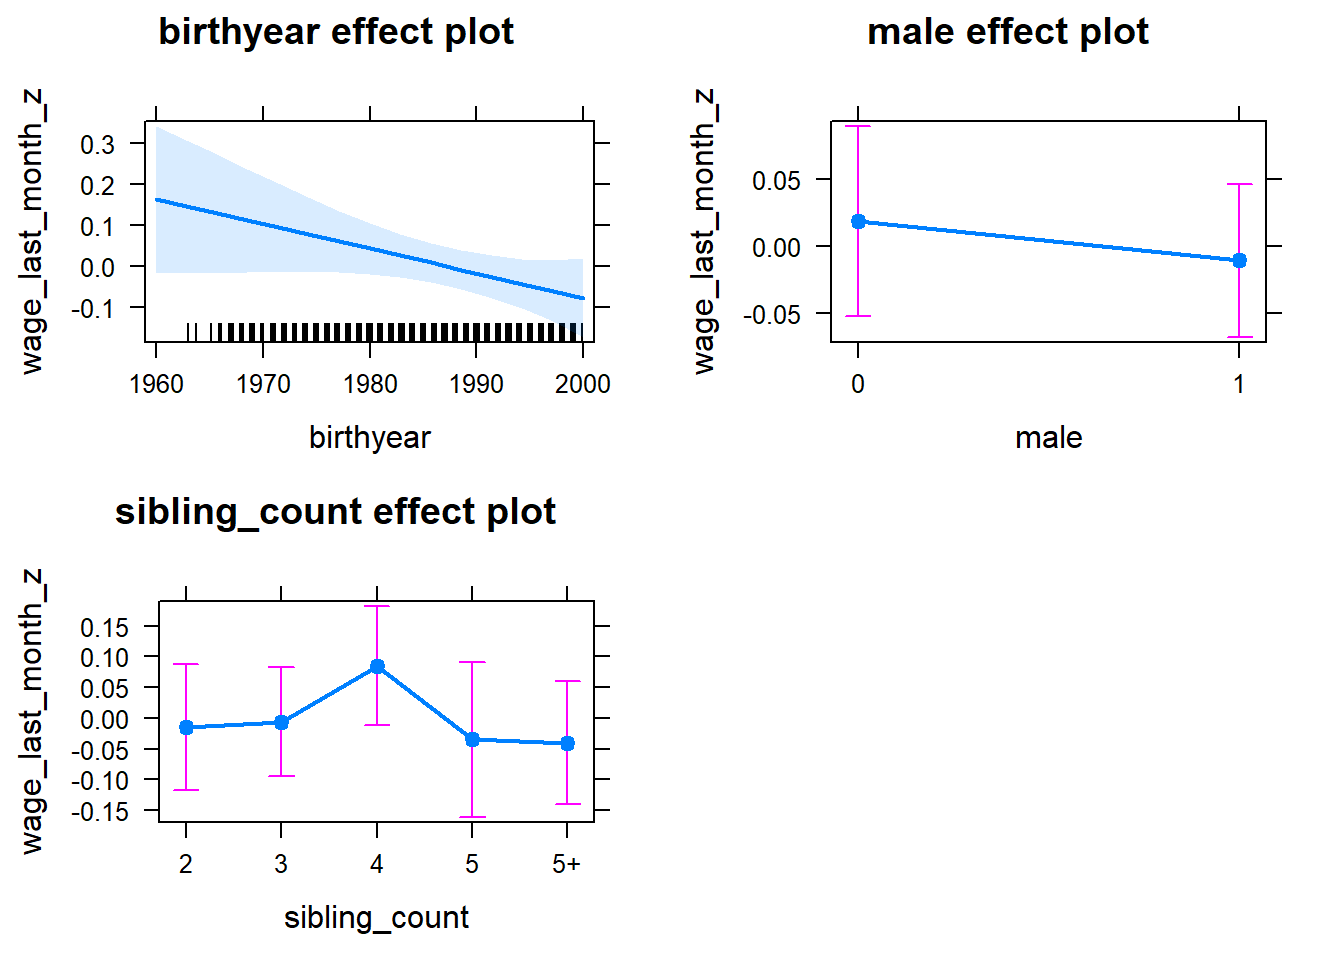 birthyear effect plot
wage_last_month_z
0.3
0.2
0.1
0.0
-0.1
1960 1970 1980 1990 2000
birthyear
male effect plot
wage_last_month_z
0.05
0.00
-0.05
0 1
male
sibling_count effect plot
wage_last_month_z
0.15
0.10
0.05
0.00
-0.05
-0.10
-0.15
2 3 4 5 5+
sibling_count